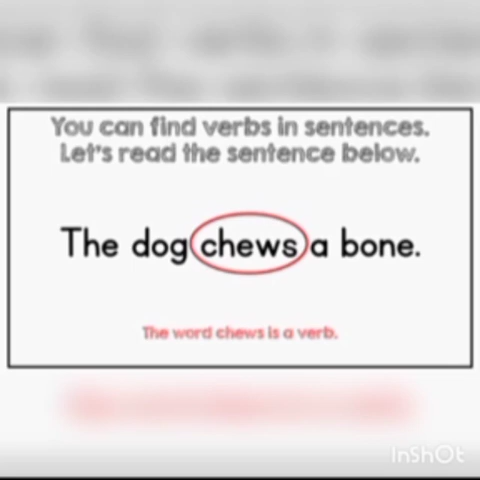 You can find verbs in sentences.
Let's read the sentence below.
The dog chews a bone.
The word chews is a verb.
InShOt